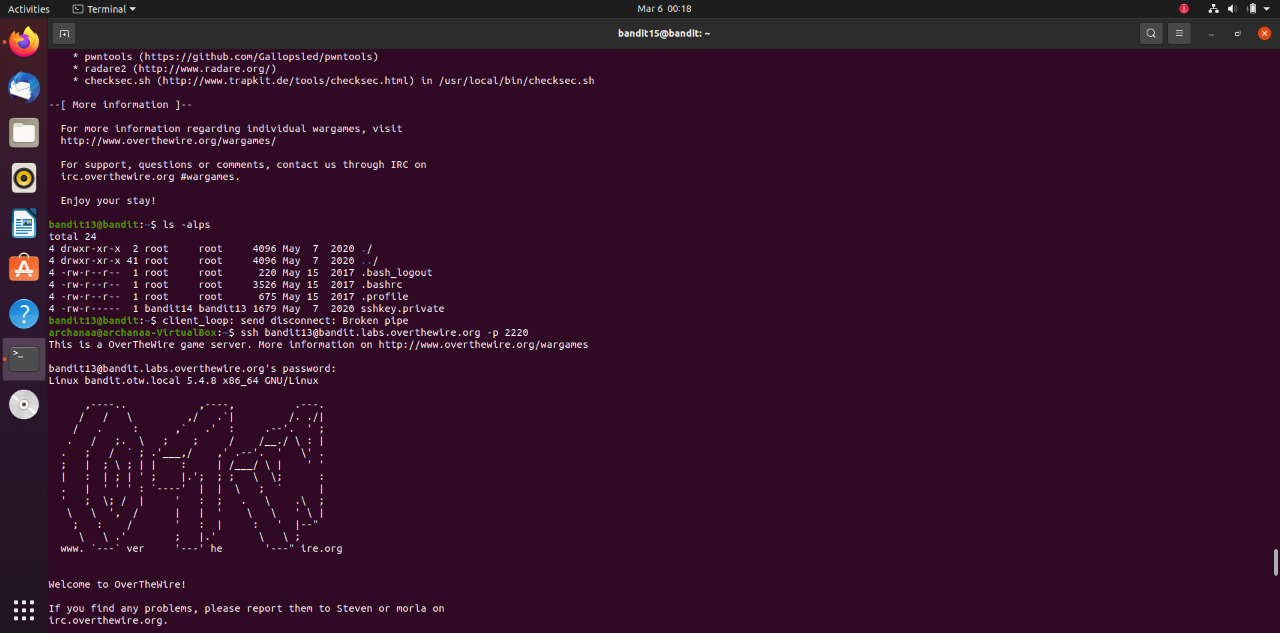 Activities Terminal Mar 6 00:18
bandit15@bandit: ~
* pwntools (https://github.com/Gallopsled/pwntools)
* radare2 (http://www.radare.org/)
* checksec.sh (http://www.trapkit.de/tools/checksec.html) in /usr/local/bin/checksec.sh
--[ More information ]--
For more information regarding individual wargames, visit
http://www.overthewire.org/wargames/
For support, questions or comments, contact us through IRC on
irc.overthewire.org #wargames.
Enjoy your stay!
bandit13@bandit:~$ ls -alps
total 24
4 drwxr-xr-x  2 root     root     4096 May  7  2020 ./
4 drwxr-xr-x 41 root     root     4096 May  7  2020 ../
4 -rw-r--r--  1 root     root      220 May 15  2017 .bash_logout
4 -rw-r--r--  1 root     root     3526 May 15  2017 .bashrc
4 -rw-r--r--  1 root     root      675 May 15  2017 .profile
4 -rw-r-----  1 bandit14 bandit13 1679 May  7  2020 sshkey.private
bandit13@bandit:~$ client_loop: send disconnect: Broken pipe
archanaa@archanaa-VirtualBox:~$ ssh bandit13@bandit.labs.overthewire.org -p 2220
This is a OverTheWire game server. More information on http://www.overthewire.org/wargames
bandit13@bandit.labs.overthewire.org's password:
Linux bandit.otw.local 5.4.8 x86_64 GNU/Linux
www. `---` ver     '---' he       '---" ire.org
Welcome to OverTheWire!
If you find any problems, please report them to Steven or morla on
irc.overthewire.org.